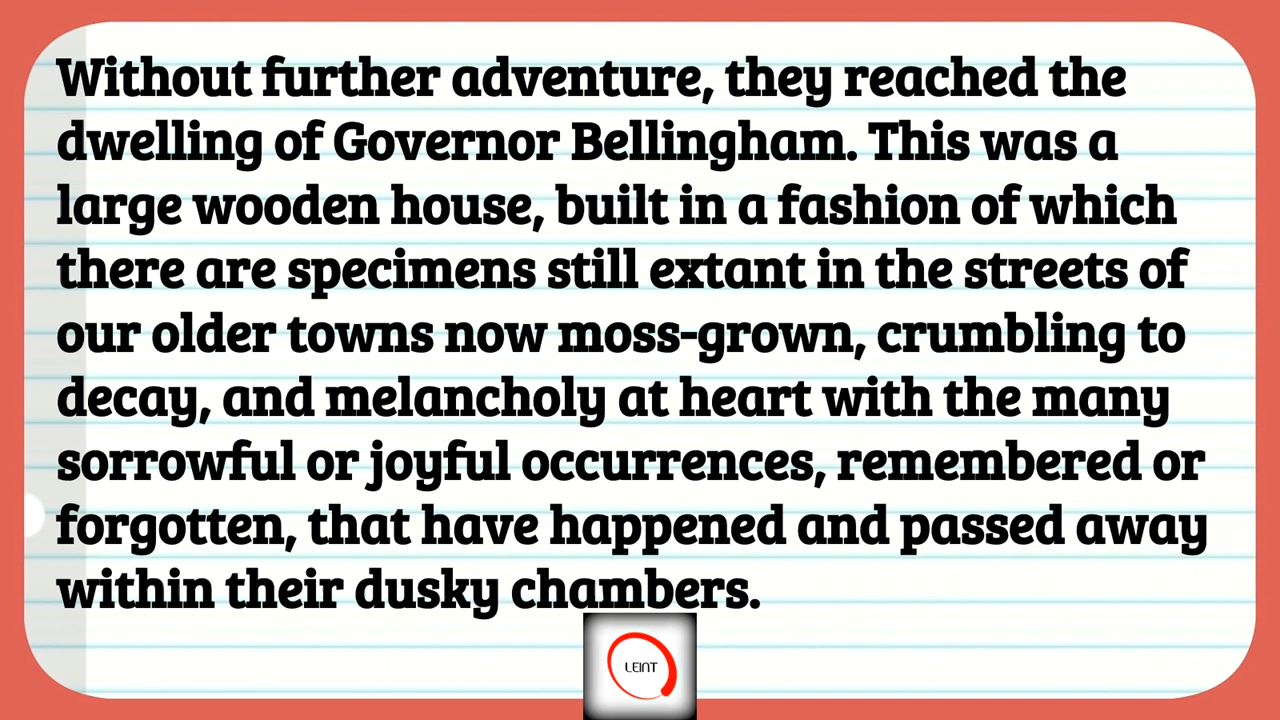 Without further adventure, they reached the
dwelling of Governor Bellingham. This was a
large wooden house, built in a fashion of which
there are specimens still extant in the streets of
our older towns now moss-grown, crumbling to
decay, and melancholy at heart with the many
sorrowful or joyful occurrences, remembered or
forgotten, that have happened and passed away
within their dusky chambers.
LEINT